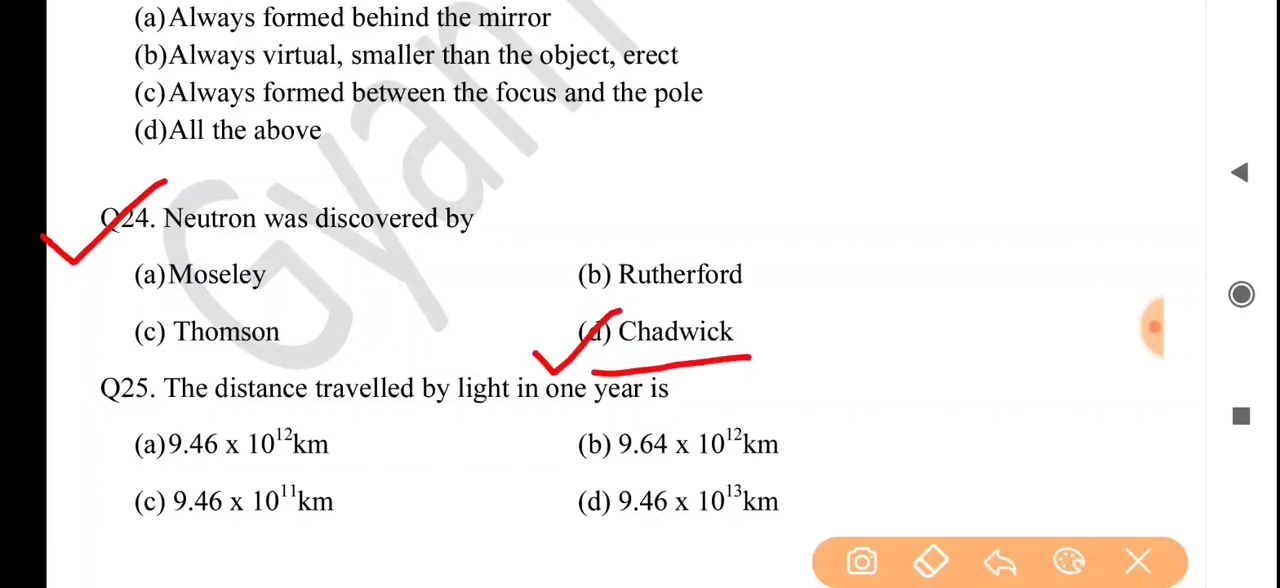 (a) Always formed behind the mirror
(b) Always virtual, smaller than the object, erect
(c) Always formed between the focus and the pole
(d) All the above
Q24. Neutron was discovered by
(a) Moseley (b) Rutherford
(c) Thomson (d) Chadwick
Q25. The distance travelled by light in one year is
(a) 9.46 x 10¹²km (b) 9.64 x 10¹²km
(c) 9.46 x 10¹¹km (d) 9.46 x 10¹³km
Gyan